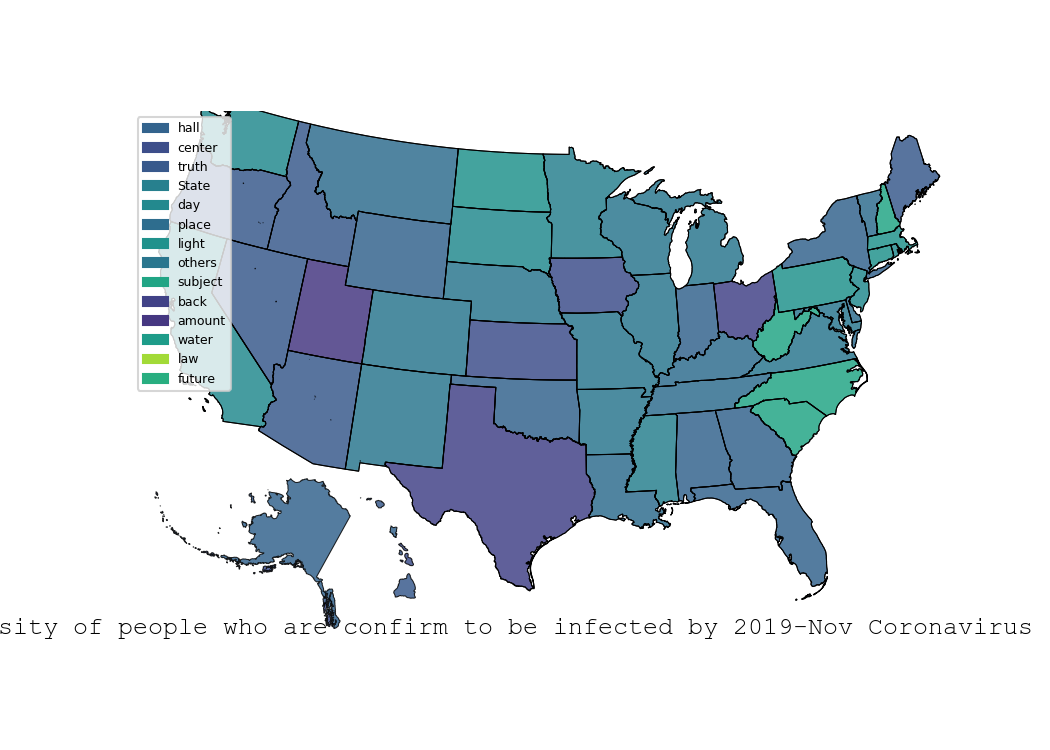 hall
center
truth
State
day
place
light
others
subject
back
amount
water
law
future
sity of people who are confirm to be infected by 2019-Nov Coronavirus